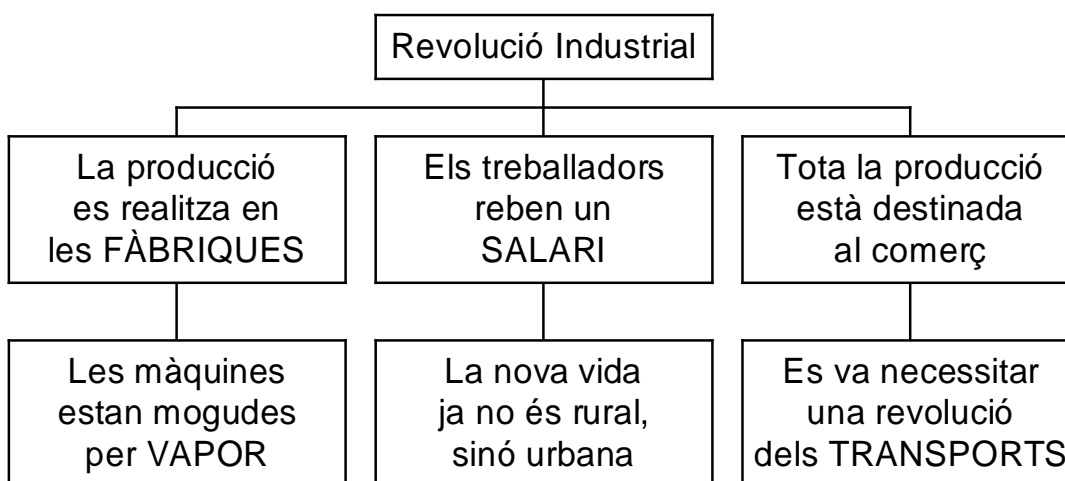 Revolució Industrial
La producció
es realitza en
les FÀBRIQUES
Els treballadors
reben un
SALARI
Tota la producció
està destinada
al comerç
Les màquines
estan mogudes
per VAPOR
La nova vida
ja no és rural,
sinó urbana
Es va necessitar
una revolució
dels TRANSPORTS